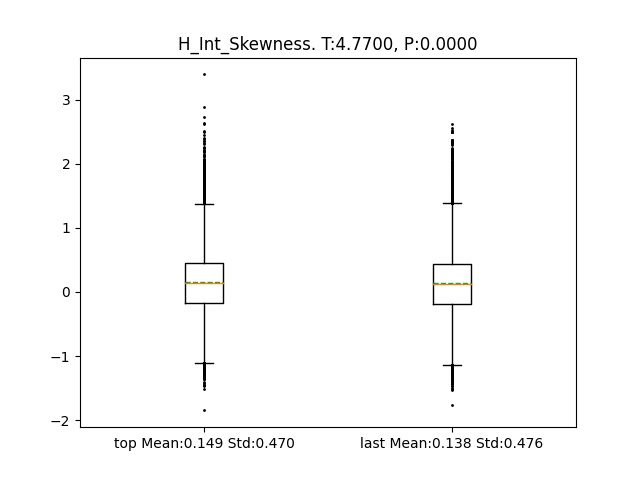 H_Int_Skewness. T:4.7700, P:0.0000
3
2
1
0
−1
−2
top Mean:0.149 Std:0.470
last Mean:0.138 Std:0.476